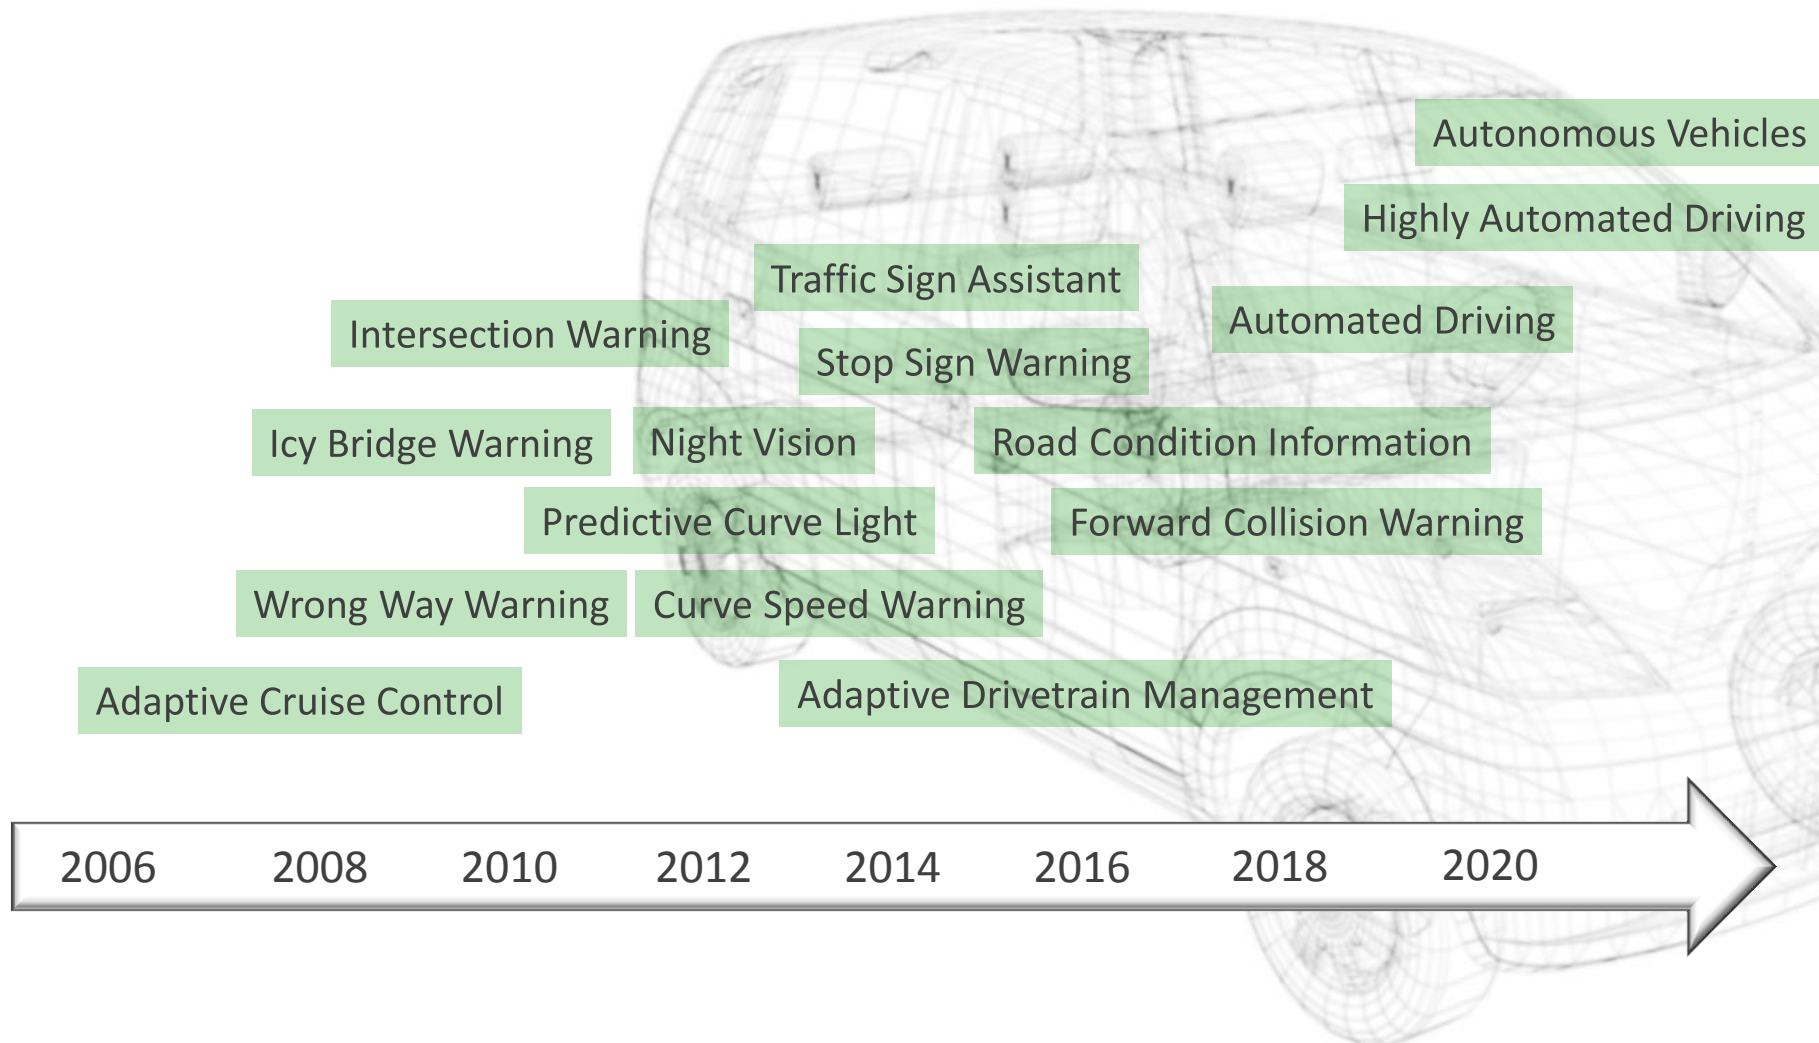 Autonomous Vehicles
Highly Automated Driving
Traffic Sign Assistant
Automated Driving
Intersection Warning
Stop Sign Warning
Icy Bridge Warning
Night Vision
Road Condition Information
Predictive Curve Light
Forward Collision Warning
Wrong Way Warning
Curve Speed Warning
Adaptive Cruise Control
Adaptive Drivetrain Management
2006 2008 2010 2012 2014 2016 2018 2020